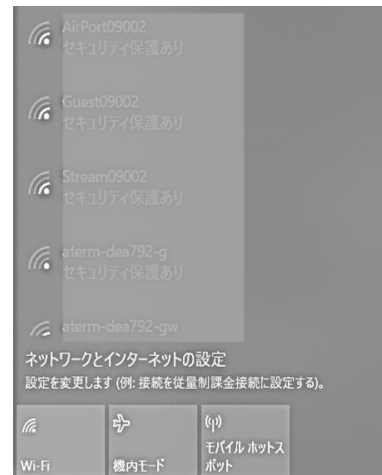 AirPort09002
セキュリティ保護あり
Guest09002
セキュリティ保護あり
Stream09002
セキュリティ保護あり
aterm-dea792-g
セキュリティ保護あり
aterm-dea792-gw
ネットワークとインターネットの設定
設定を変更します (例: 接続を従量制課金接続に設定する)。
Wi-Fi
機内モード
モバイル ホットス
ポット